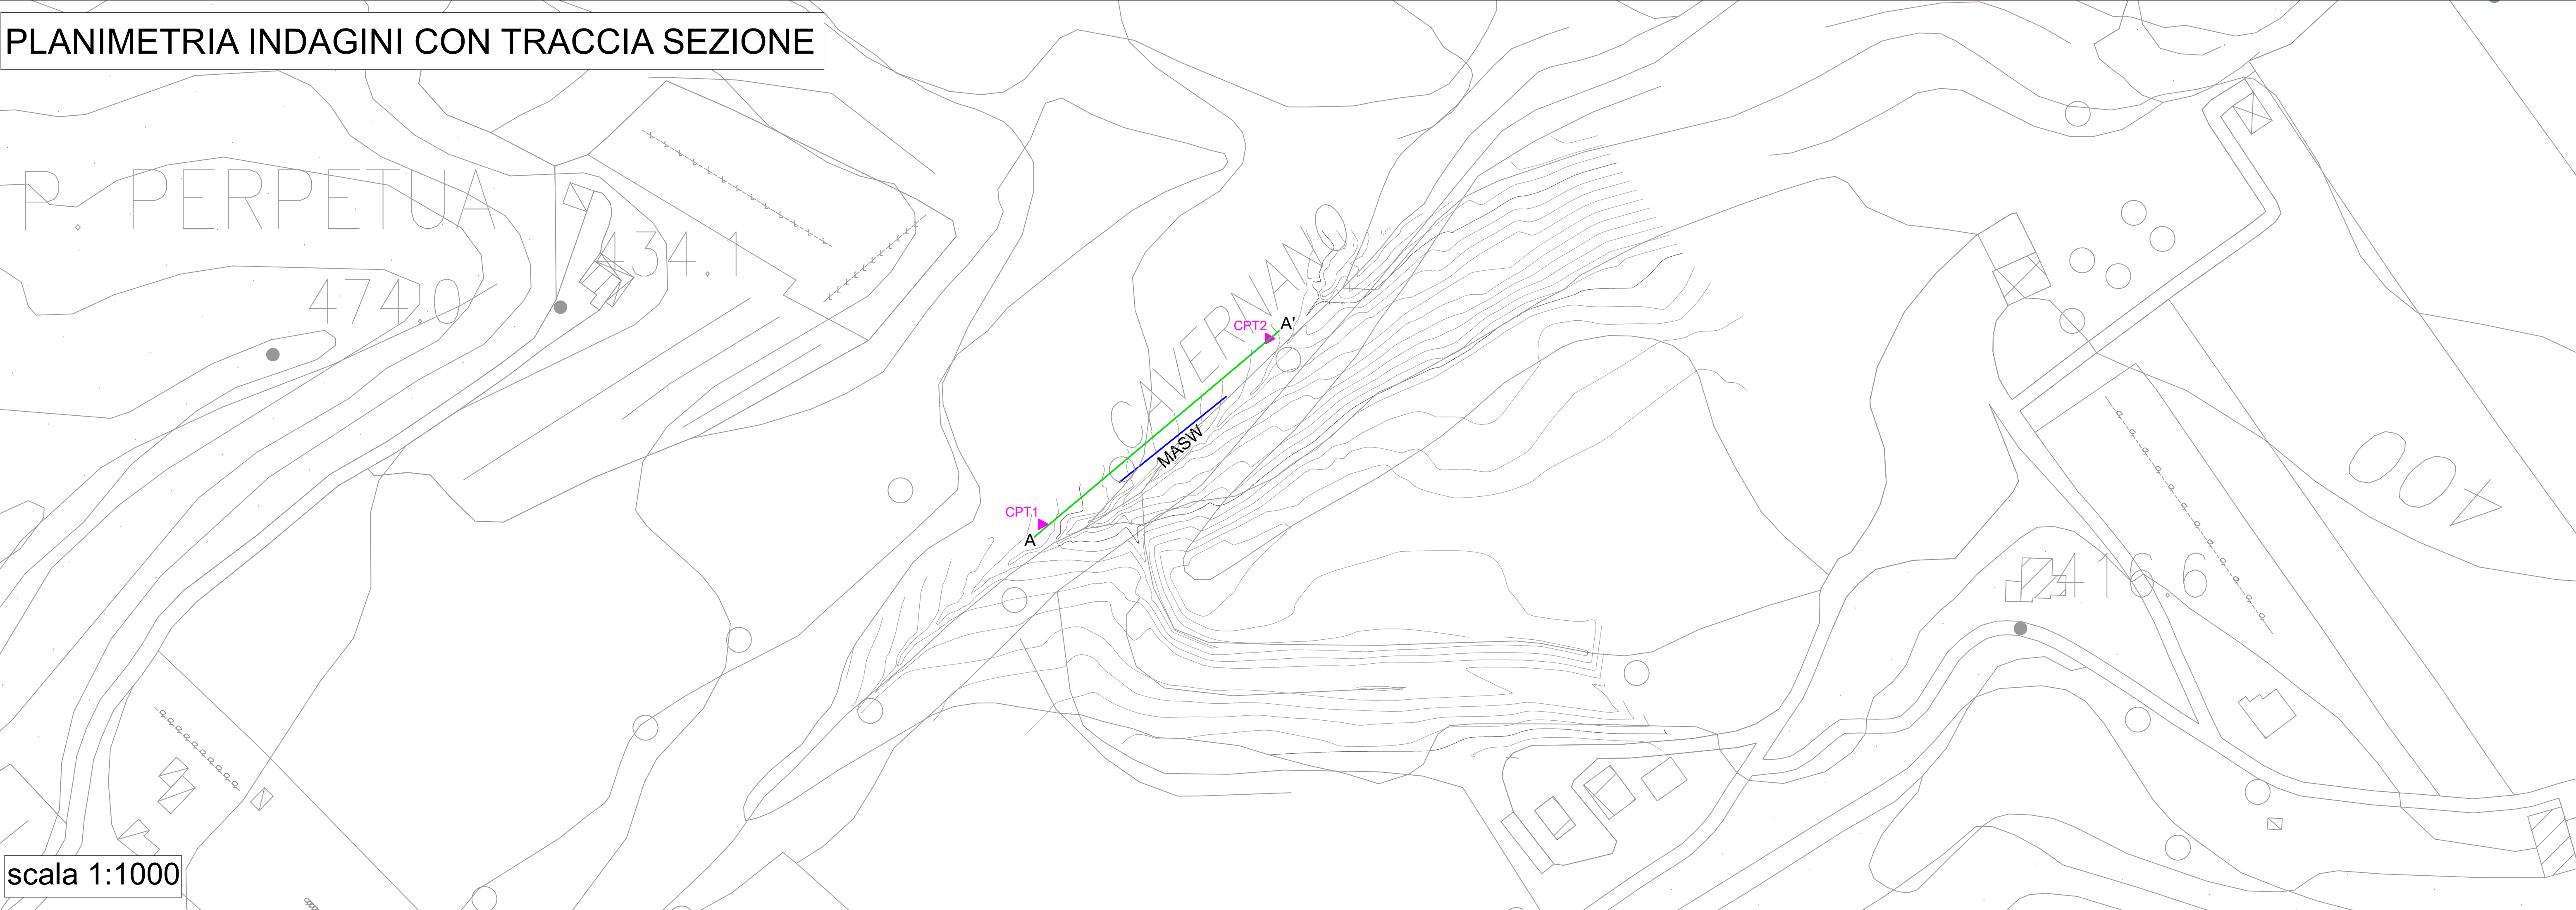 PLANIMETRIA INDAGINI CON TRACCIA SEZIONE
P. PERPETUA
434.1
474.0
CAVERNANO
CPT2
A'
MASW
CPT1
A
400
416.6
scala 1:1000